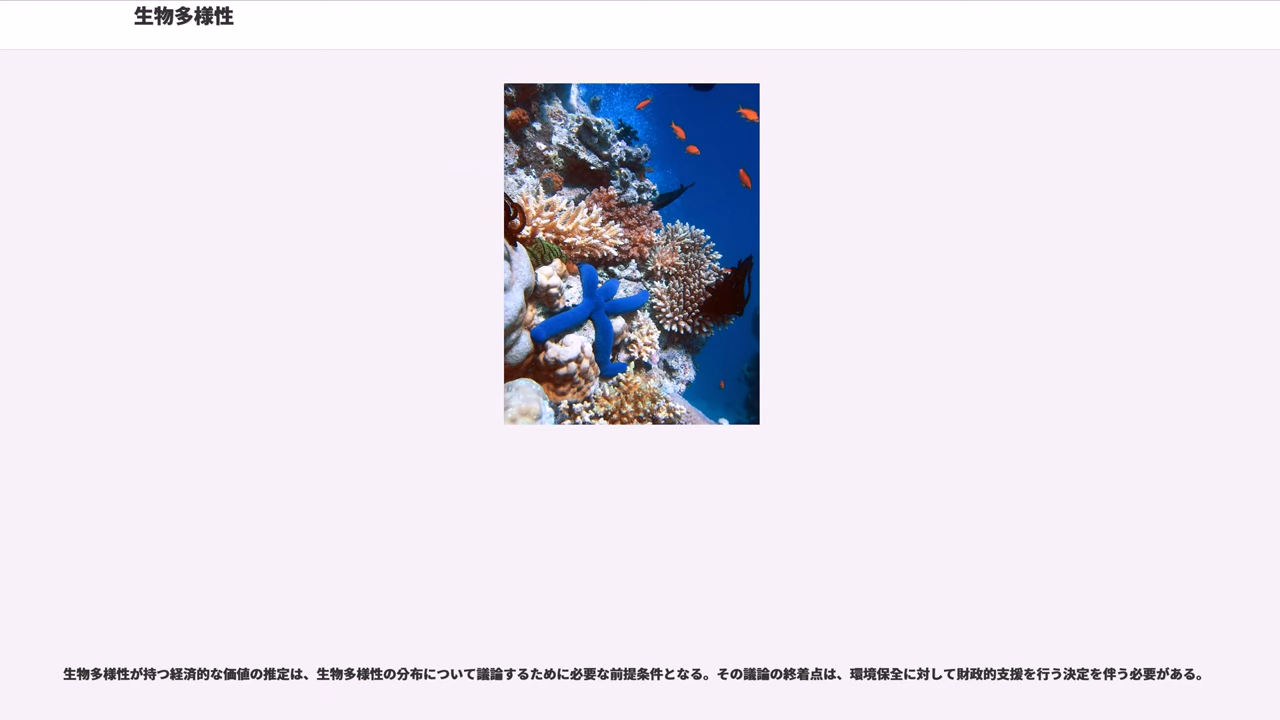 生物多様性
生物多様性が持つ経済的な価値の推定は、生物多様性の分布について議論するために必要な前提条件となる。その議論の終着点は、環境保全に対して財政的支援を行う決定を伴う必要がある。